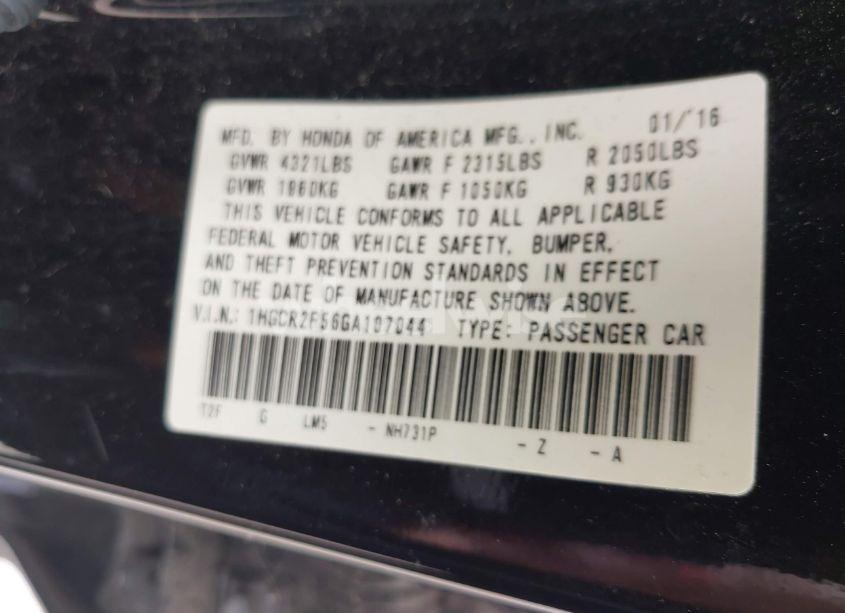 MFD. BY HONDA OF AMERICA MFG., INC. 01/'16
GVWR 4321LBS GAWR F 2315LBS R 2050LBS
GVWR 1960KG GAWR F 1050KG R 930KG
THIS VEHICLE CONFORMS TO ALL APPLICABLE
FEDERAL MOTOR VEHICLE SAFETY, BUMPER,
AND THEFT PREVENTION STANDARDS IN EFFECT
ON THE DATE OF MANUFACTURE SHOWN ABOVE.
V.I.N.: 1HGCR2F56GA107044 TYPE: PASSENGER CAR
T2F G LM5 - NH731P - Z - A